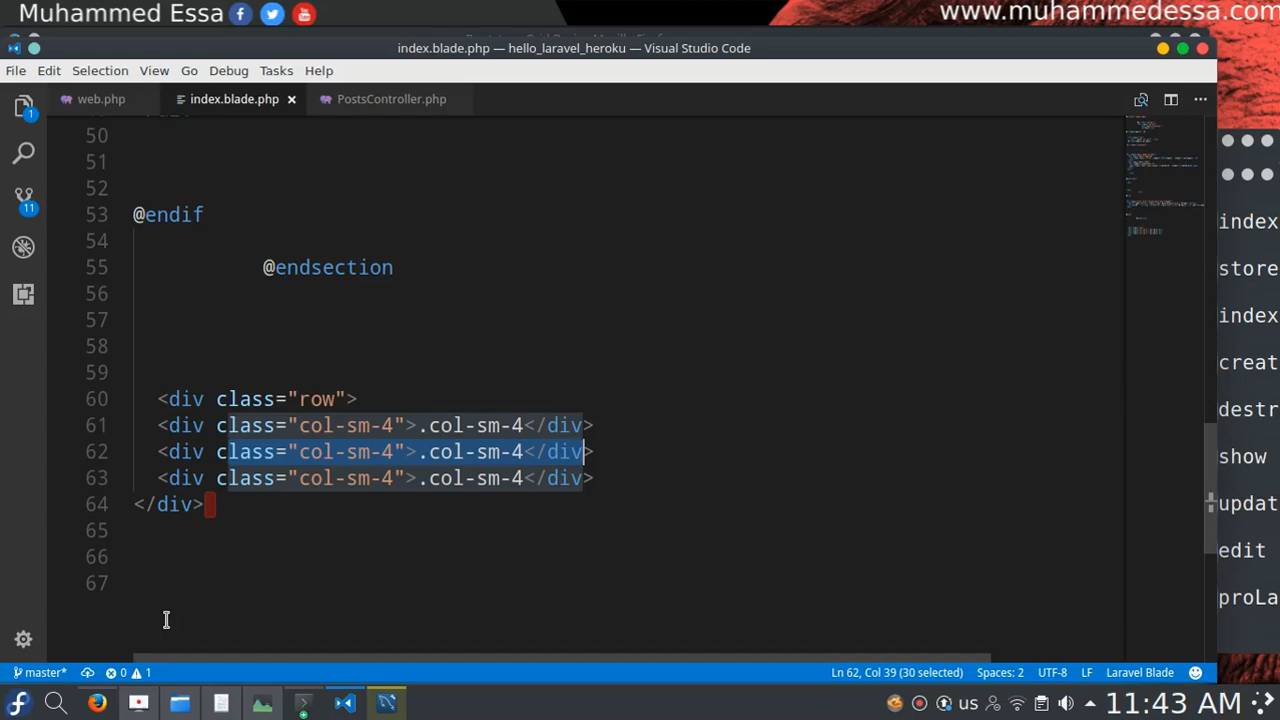 Muhammed Essa
www.muhammedessa.com
index.blade.php — hello_laravel_heroku — Visual Studio Code
File Edit Selection View Go Debug Tasks Help
web.php index.blade.php × PostsController.php
1
11
50
51
52
53 @endif
54
55 @endsection
56
57
58
59
60 <div class="row">
61 <div class="col-sm-4">.col-sm-4</div>
62 <div class="col-sm-4">.col-sm-4</div>
63 <div class="col-sm-4">.col-sm-4</div>
64 </div>
65
66
67
index
store
index
creat
destr
show
updat
edit
proLa
master* 0 1 Ln 62, Col 39 (30 selected) Spaces: 2 UTF-8 LF Laravel Blade
us 11:43 AM